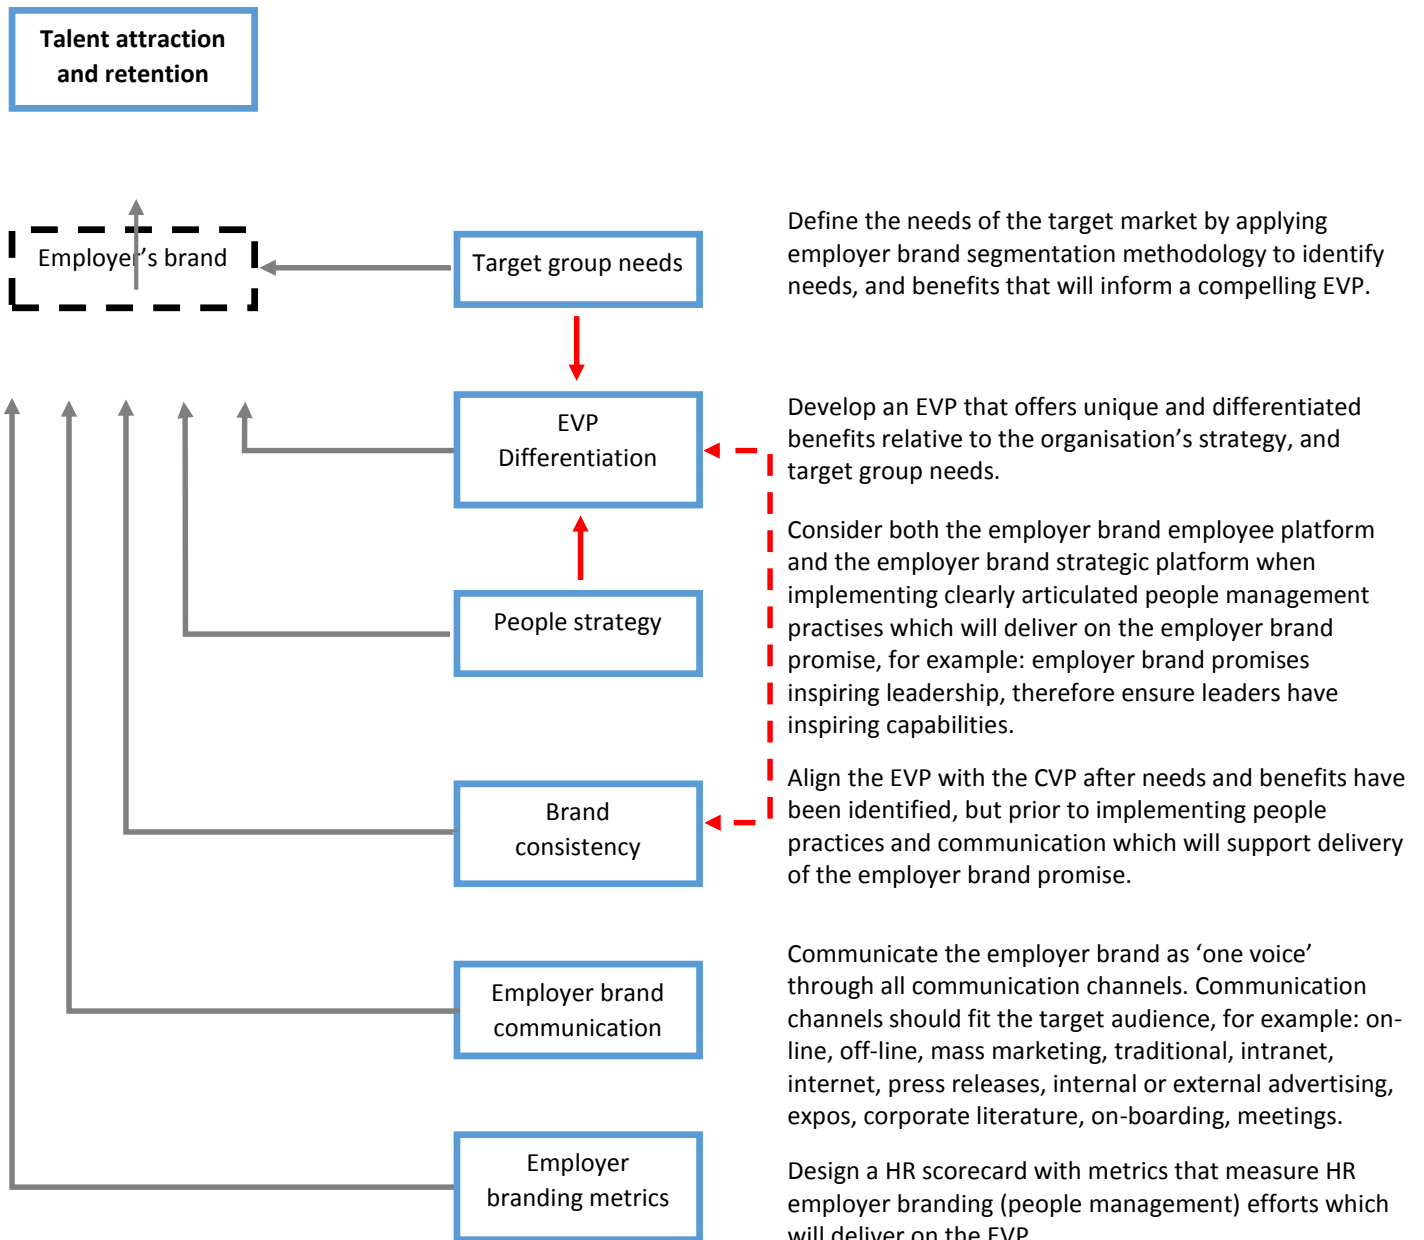 Talent attraction
and retention
Employer’s brand
Target group needs
Define the needs of the target market by applying
employer brand segmentation methodology to identify
needs, and benefits that will inform a compelling EVP.
EVP
Differentiation
Develop an EVP that offers unique and differentiated
benefits relative to the organisation’s strategy, and
target group needs.
People strategy
Consider both the employer brand employee platform
and the employer brand strategic platform when
implementing clearly articulated people management
practises which will deliver on the employer brand
promise, for example: employer brand promises
inspiring leadership, therefore ensure leaders have
inspiring capabilities.
Brand
consistency
Align the EVP with the CVP after needs and benefits have
been identified, but prior to implementing people
practices and communication which will support delivery
of the employer brand promise.
Employer brand
communication
Communicate the employer brand as ‘one voice’
through all communication channels. Communication
channels should fit the target audience, for example: on-
line, off-line, mass marketing, traditional, intranet,
internet, press releases, internal or external advertising,
expos, corporate literature, on-boarding, meetings.
Employer
branding metrics
Design a HR scorecard with metrics that measure HR
employer branding (people management) efforts which
will deliver on the EVP